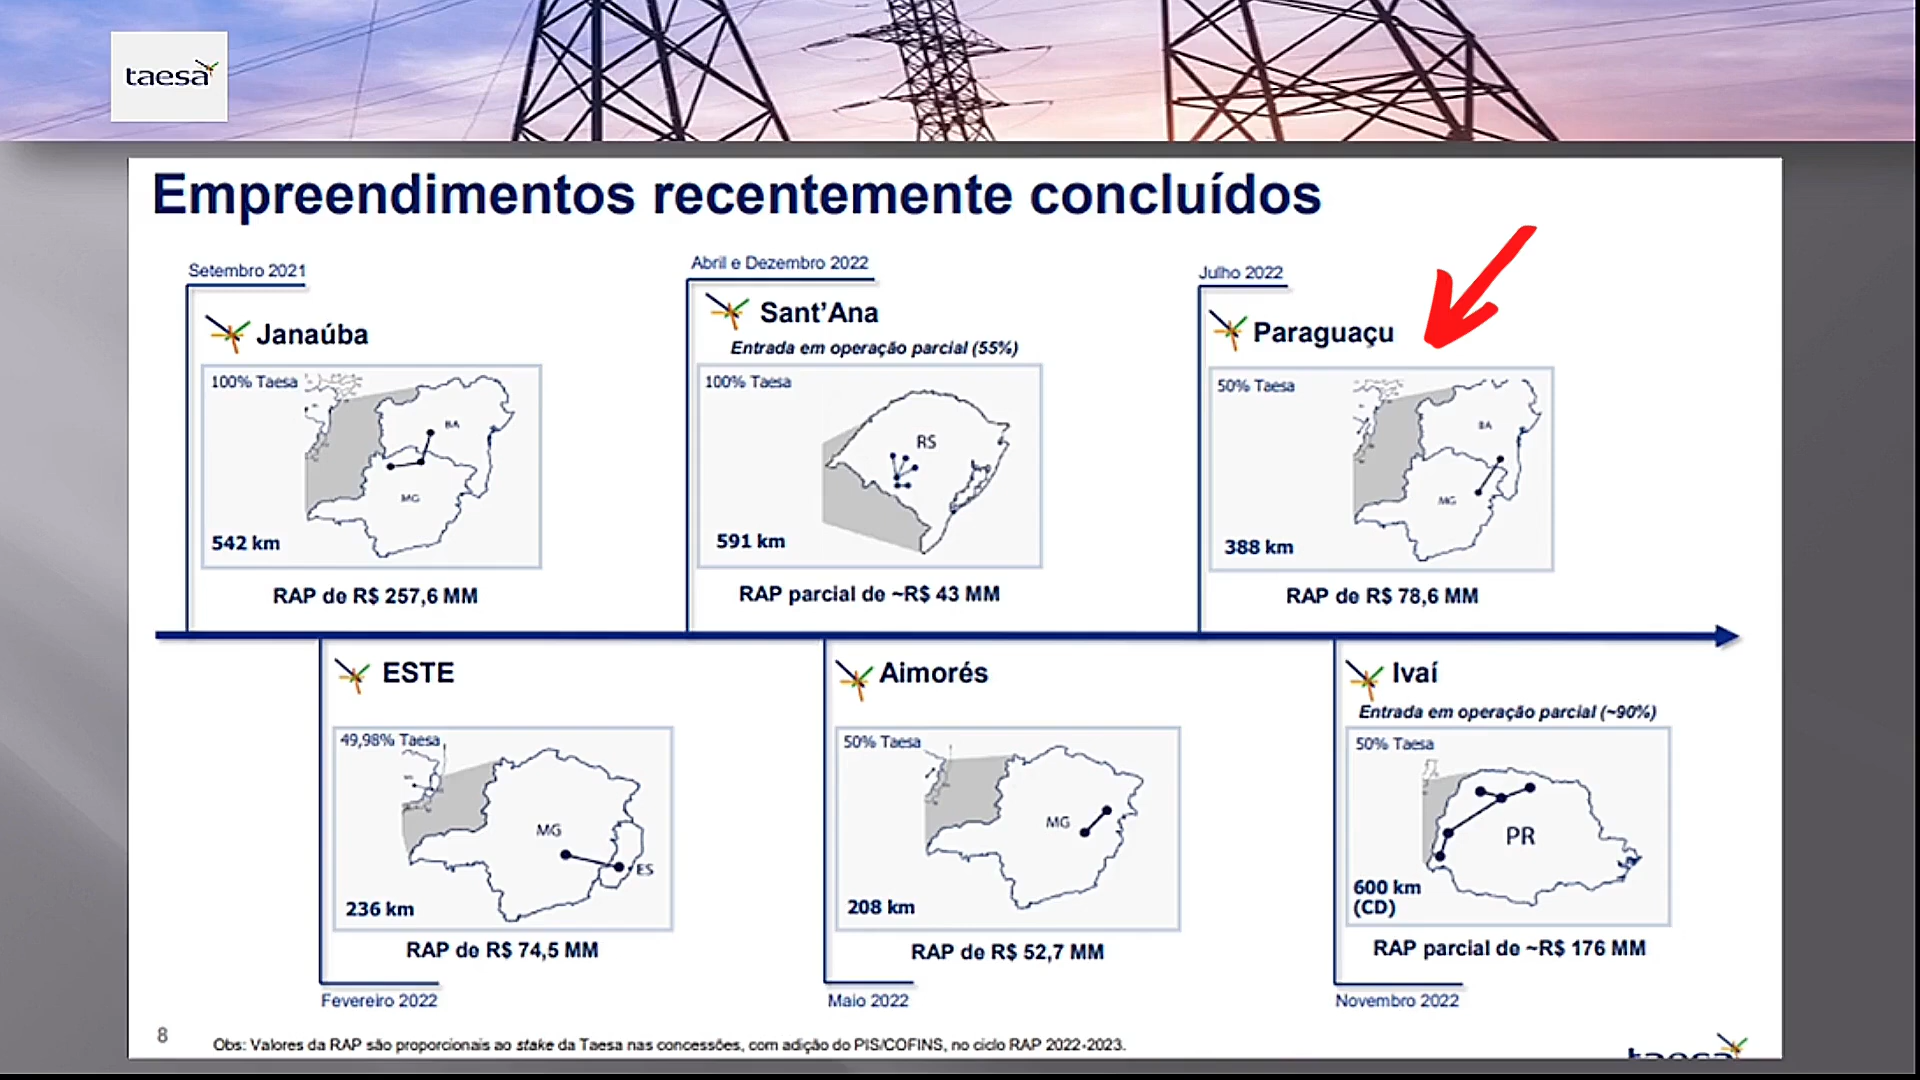 taesa
Empreendimentos recentemente concluídos
Setembro 2021
Janaúba
100% Taesa
BA
MG
542 km
RAP de R$ 257,6 MM
Abril e Dezembro 2022
Sant'Ana
Entrada em operação parcial (55%)
100% Taesa
RS
591 km
RAP parcial de ~R$ 43 MM
Julho 2022
Paraguaçu
50% Taesa
BA
MG
388 km
RAP de R$ 78,6 MM
ESTE
49,98% Taesa
MG
ES
236 km
RAP de R$ 74,5 MM
Fevereiro 2022
Aimorés
50% Taesa
MG
208 km
RAP de R$ 52,7 MM
Maio 2022
Ivaí
Entrada em operação parcial (~90%)
50% Taesa
PR
600 km
(CD)
RAP parcial de ~R$ 176 MM
Novembro 2022
8
Obs: Valores da RAP são proporcionais ao stake da Taesa nas concessões, com adição do PIS/COFINS, no ciclo RAP 2022-2023.
taesa